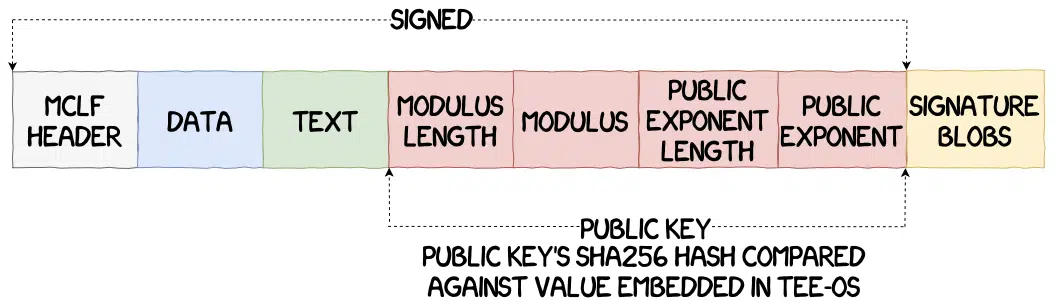 SIGNED
MCLF
HEADER
DATA
TEXT
MODULUS
LENGTH
MODULUS
PUBLIC
EXPONENT
LENGTH
PUBLIC
EXPONENT
SIGNATURE
BLOBS
PUBLIC KEY
PUBLIC KEY'S SHA256 HASH COMPARED
AGAINST VALUE EMBEDDED IN TEE-OS